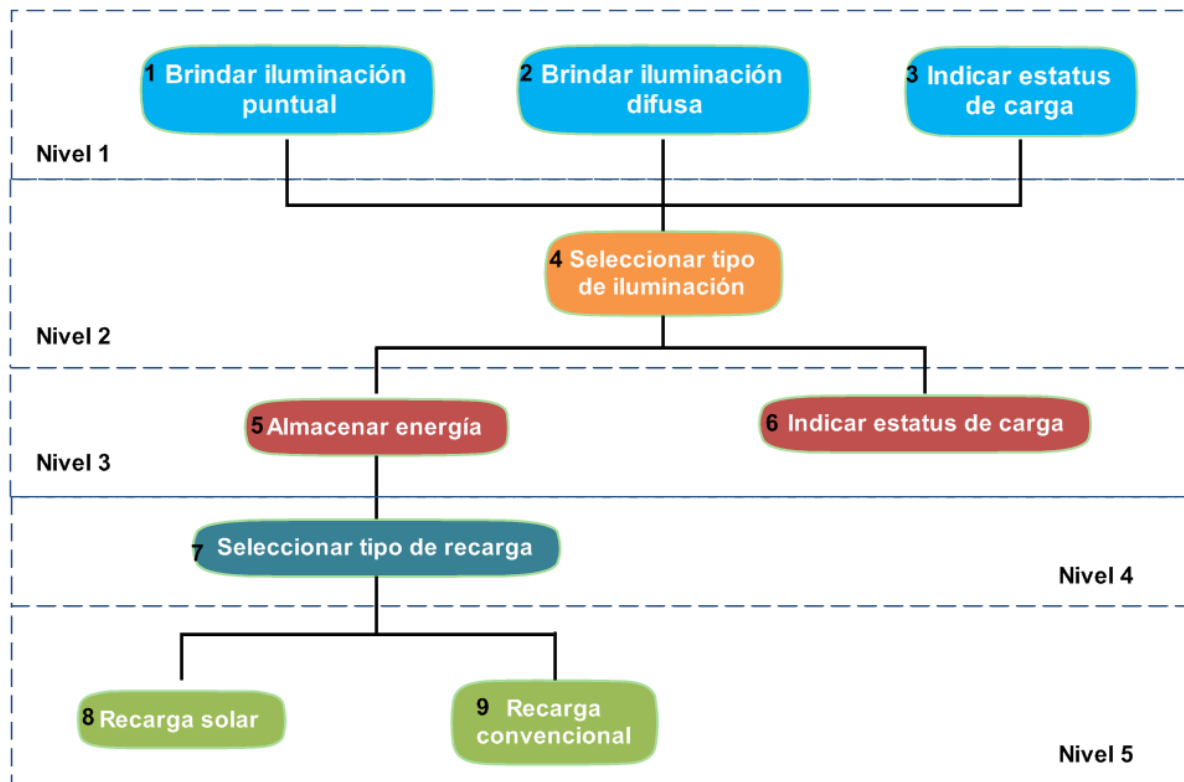 1 Brindar iluminación
puntual
2 Brindar iluminación
difusa
3 Indicar estatus
de carga
Nivel 1
4 Seleccionar tipo
de iluminación
Nivel 2
5 Almacenar energía
6 Indicar estatus de carga
Nivel 3
7 Seleccionar tipo de recarga
Nivel 4
8 Recarga solar
9 Recarga
convencional
Nivel 5